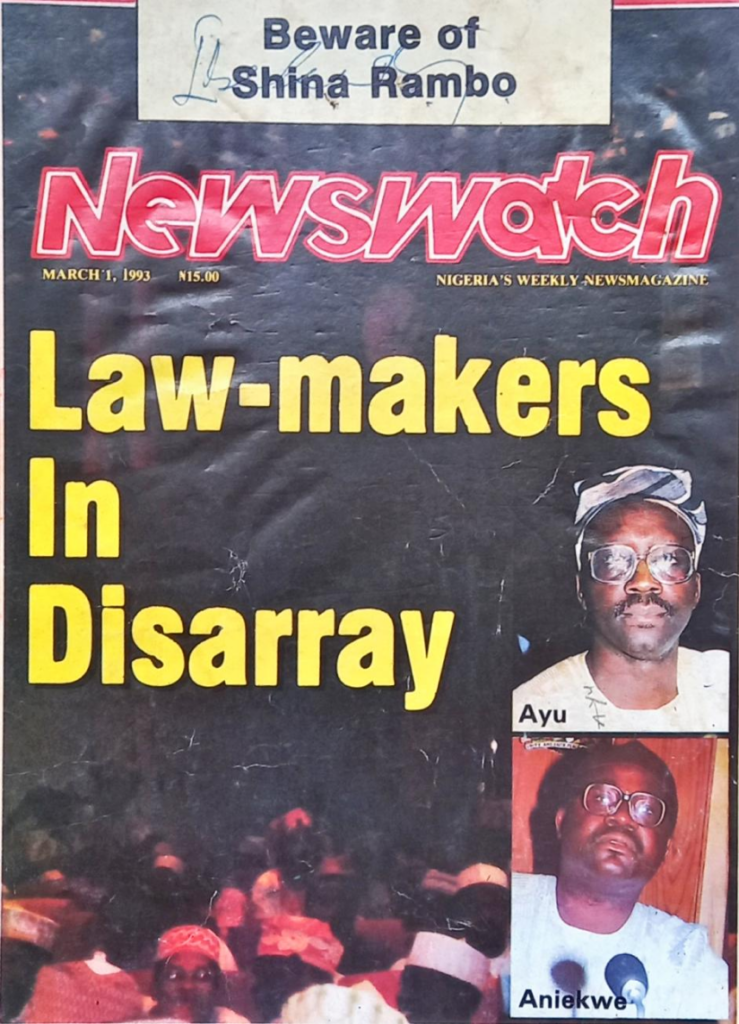 Beware of
Shina Rambo
Newswatch
MARCH 1, 1993 ₦15.00 NIGERIA'S WEEKLY NEWSMAGAZINE
Law-makers
In
Disarray
Ayu
Aniekwe